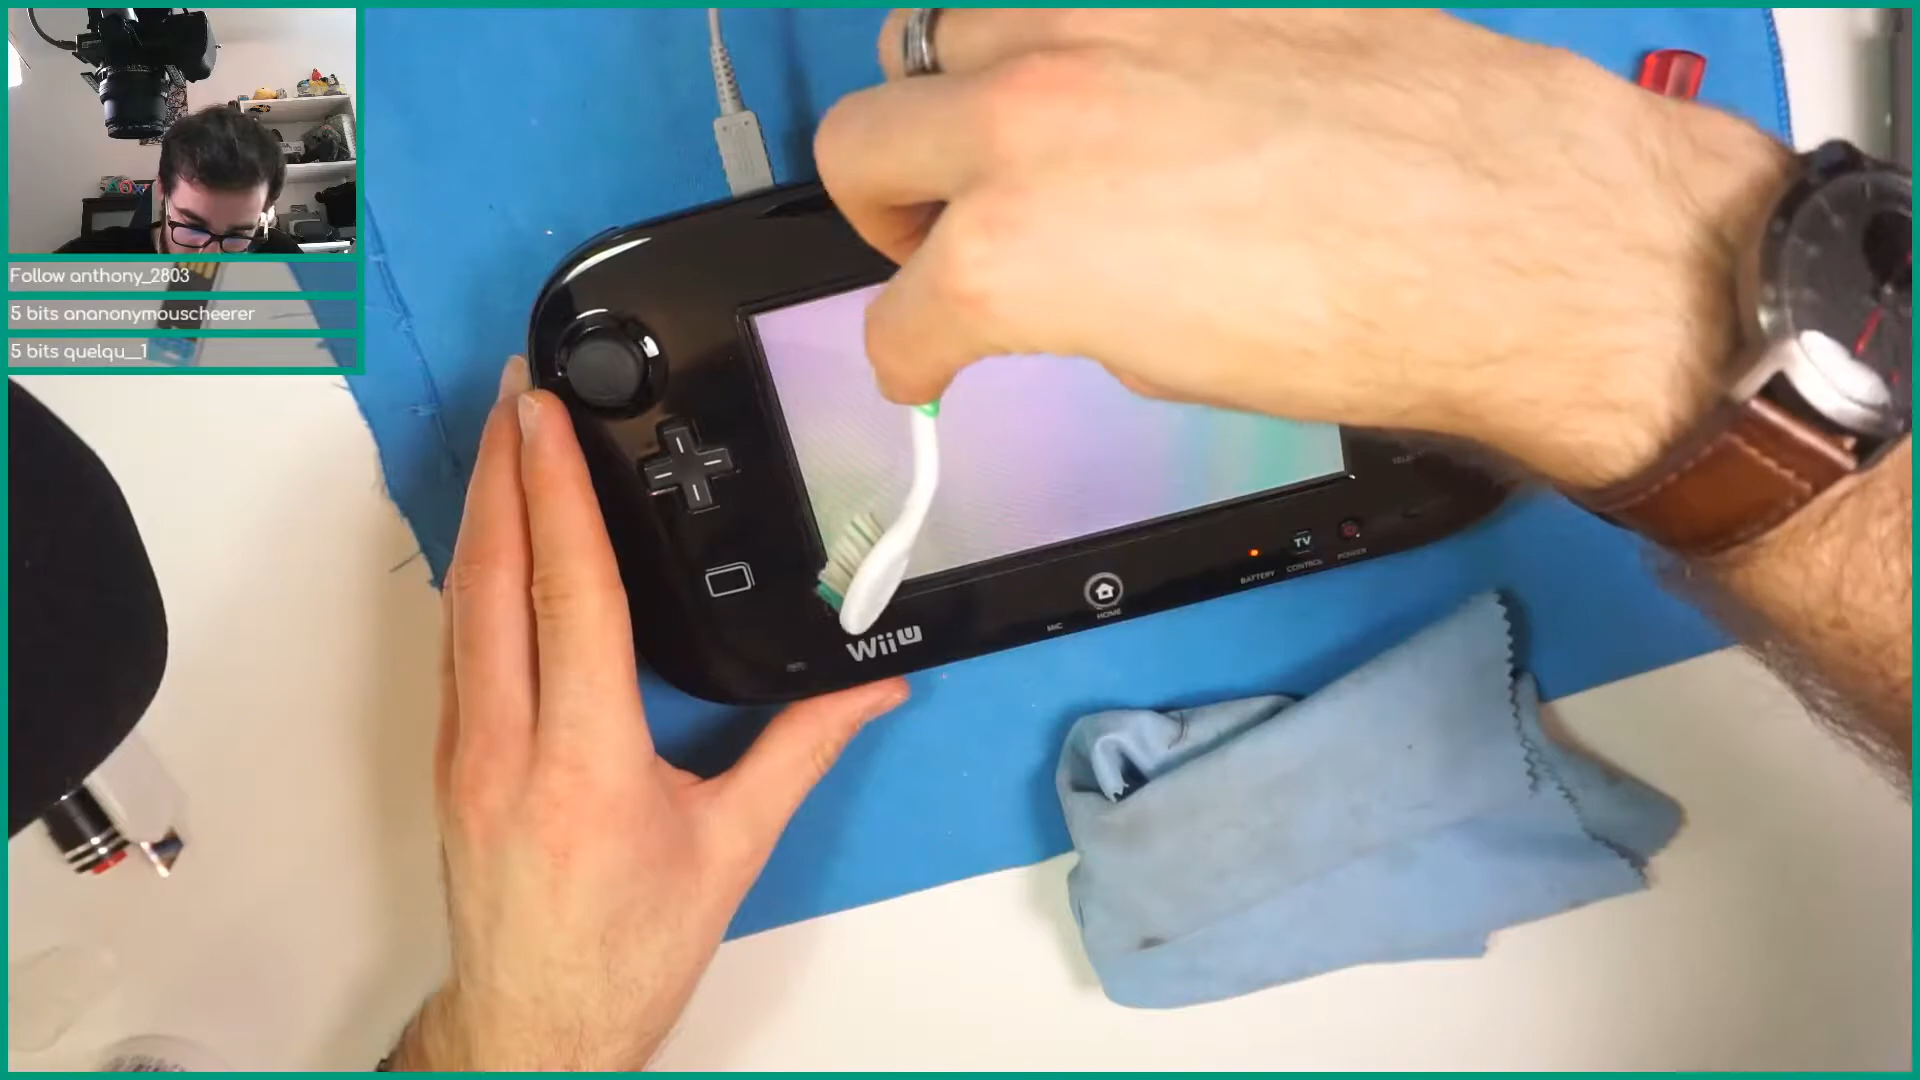 Follow anthony_2803
5 bits ananonymouscheerer
5 bits quelqu__1
TV
BATTERY
CONTROL
POWER
HOME
MIC
Wii U